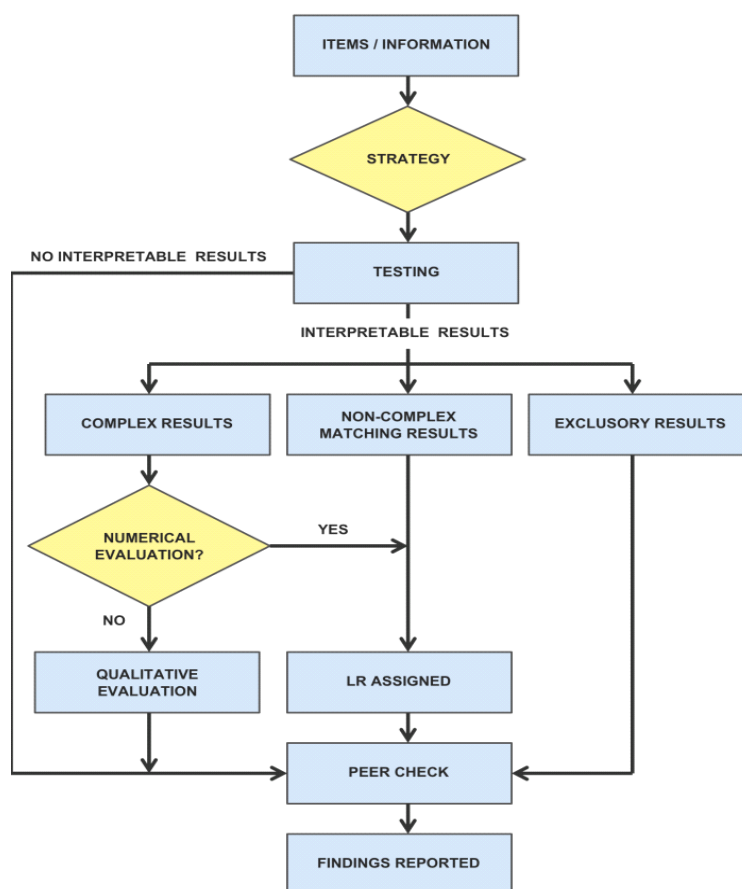 ITEMS / INFORMATION
STRATEGY
NO INTERPRETABLE RESULTS
TESTING
INTERPRETABLE RESULTS
COMPLEX RESULTS
NON-COMPLEX
MATCHING RESULTS
EXCLUSORY RESULTS
NUMERICAL
EVALUATION?
YES
NO
QUALITATIVE
EVALUATION
LR ASSIGNED
PEER CHECK
FINDINGS REPORTED